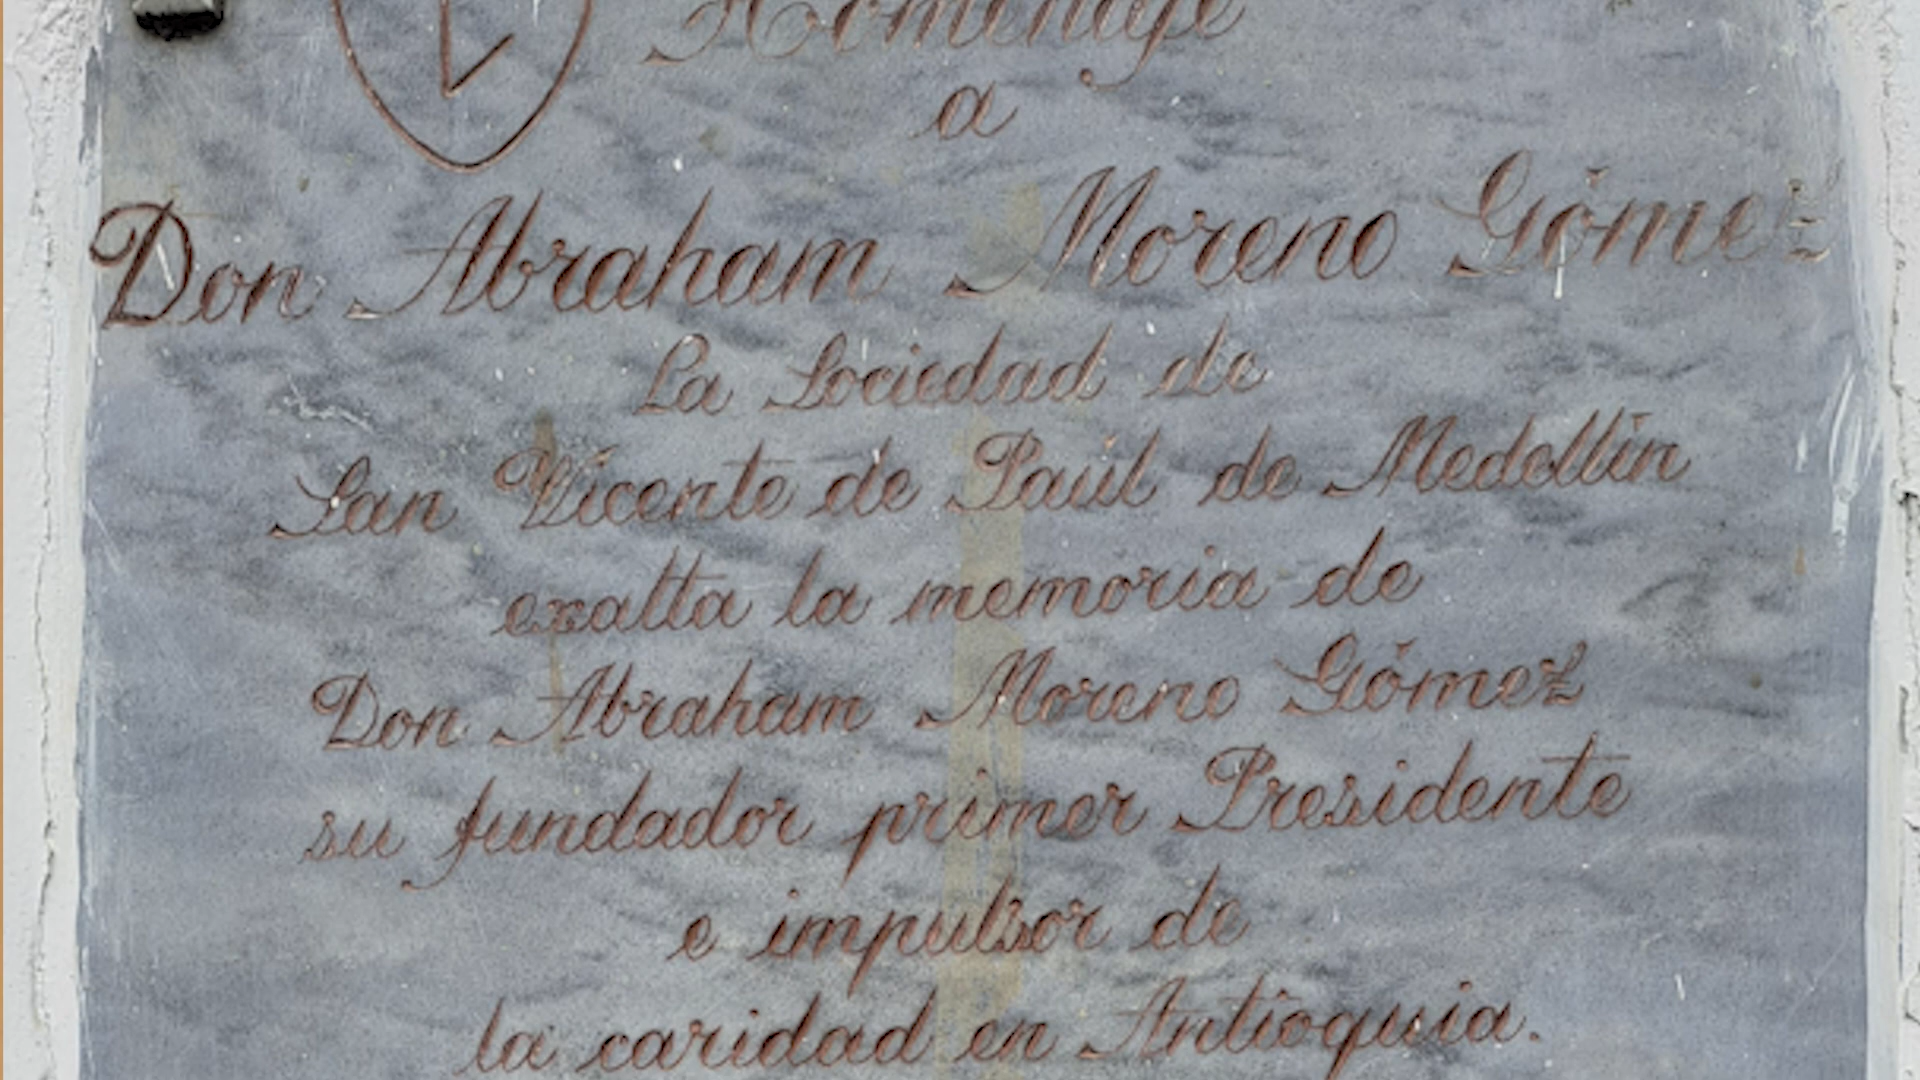 Homenaje
a
Don Abraham Moreno Gómez
La Sociedad de
San Vicente de Paúl de Medellín
exalta la memoria de
Don Abraham Moreno Gómez
su fundador primer Presidente
e impulsor de
la caridad en Antioquia.